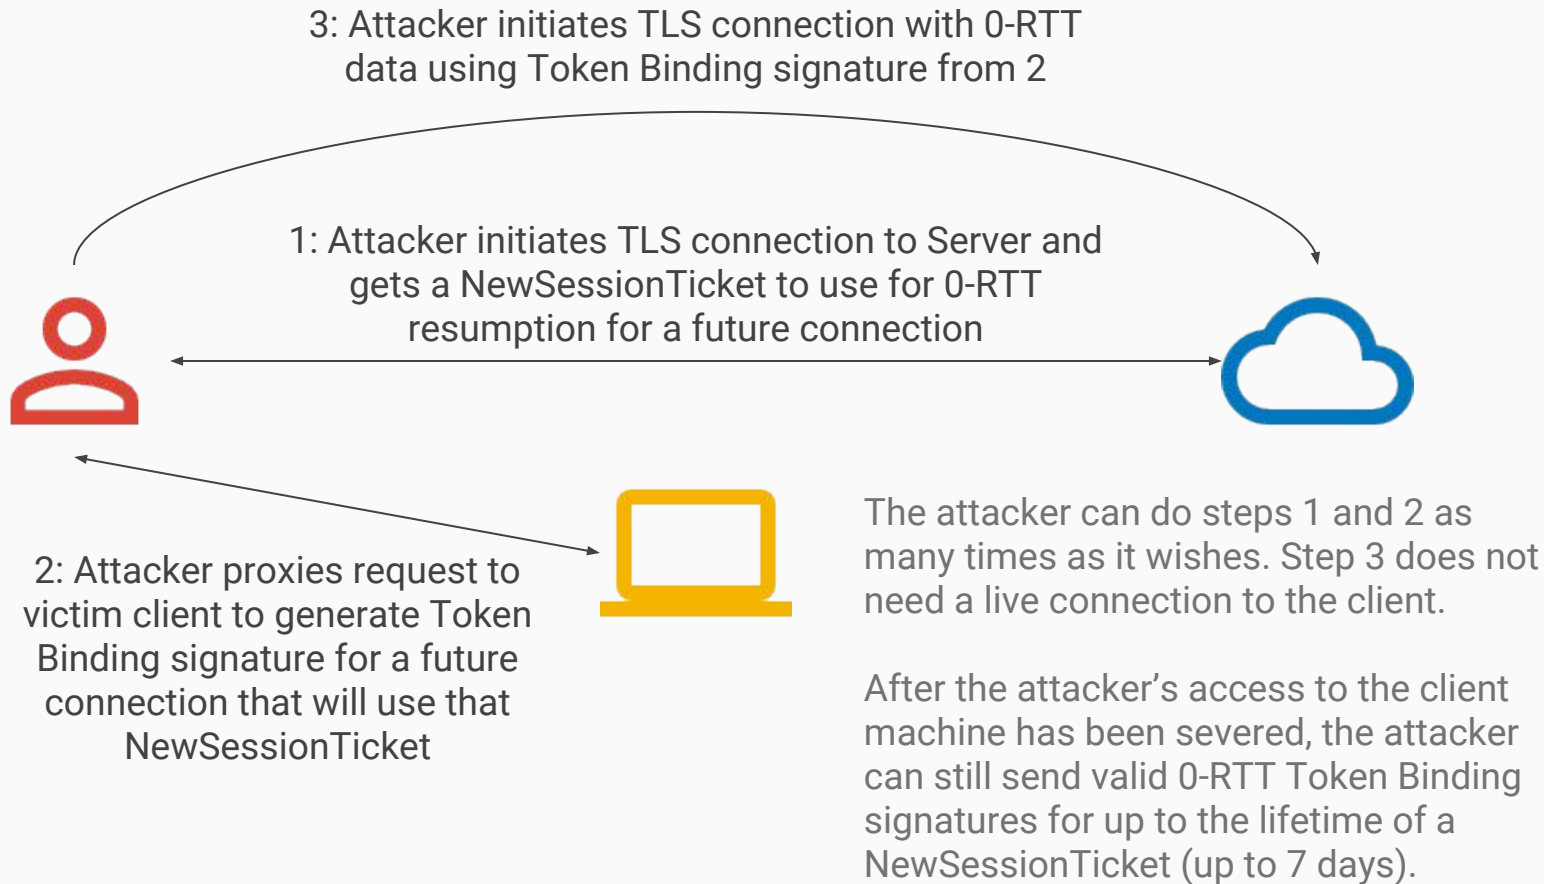 3: Attacker initiates TLS connection with 0-RTT
data using Token Binding signature from 2
1: Attacker initiates TLS connection to Server and
gets a NewSessionTicket to use for 0-RTT
resumption for a future connection
2: Attacker proxies request to
victim client to generate Token
Binding signature for a future
connection that will use that
NewSessionTicket
The attacker can do steps 1 and 2 as
many times as it wishes. Step 3 does not
need a live connection to the client.
After the attacker’s access to the client
machine has been severed, the attacker
can still send valid 0-RTT Token Binding
signatures for up to the lifetime of a
NewSessionTicket (up to 7 days).